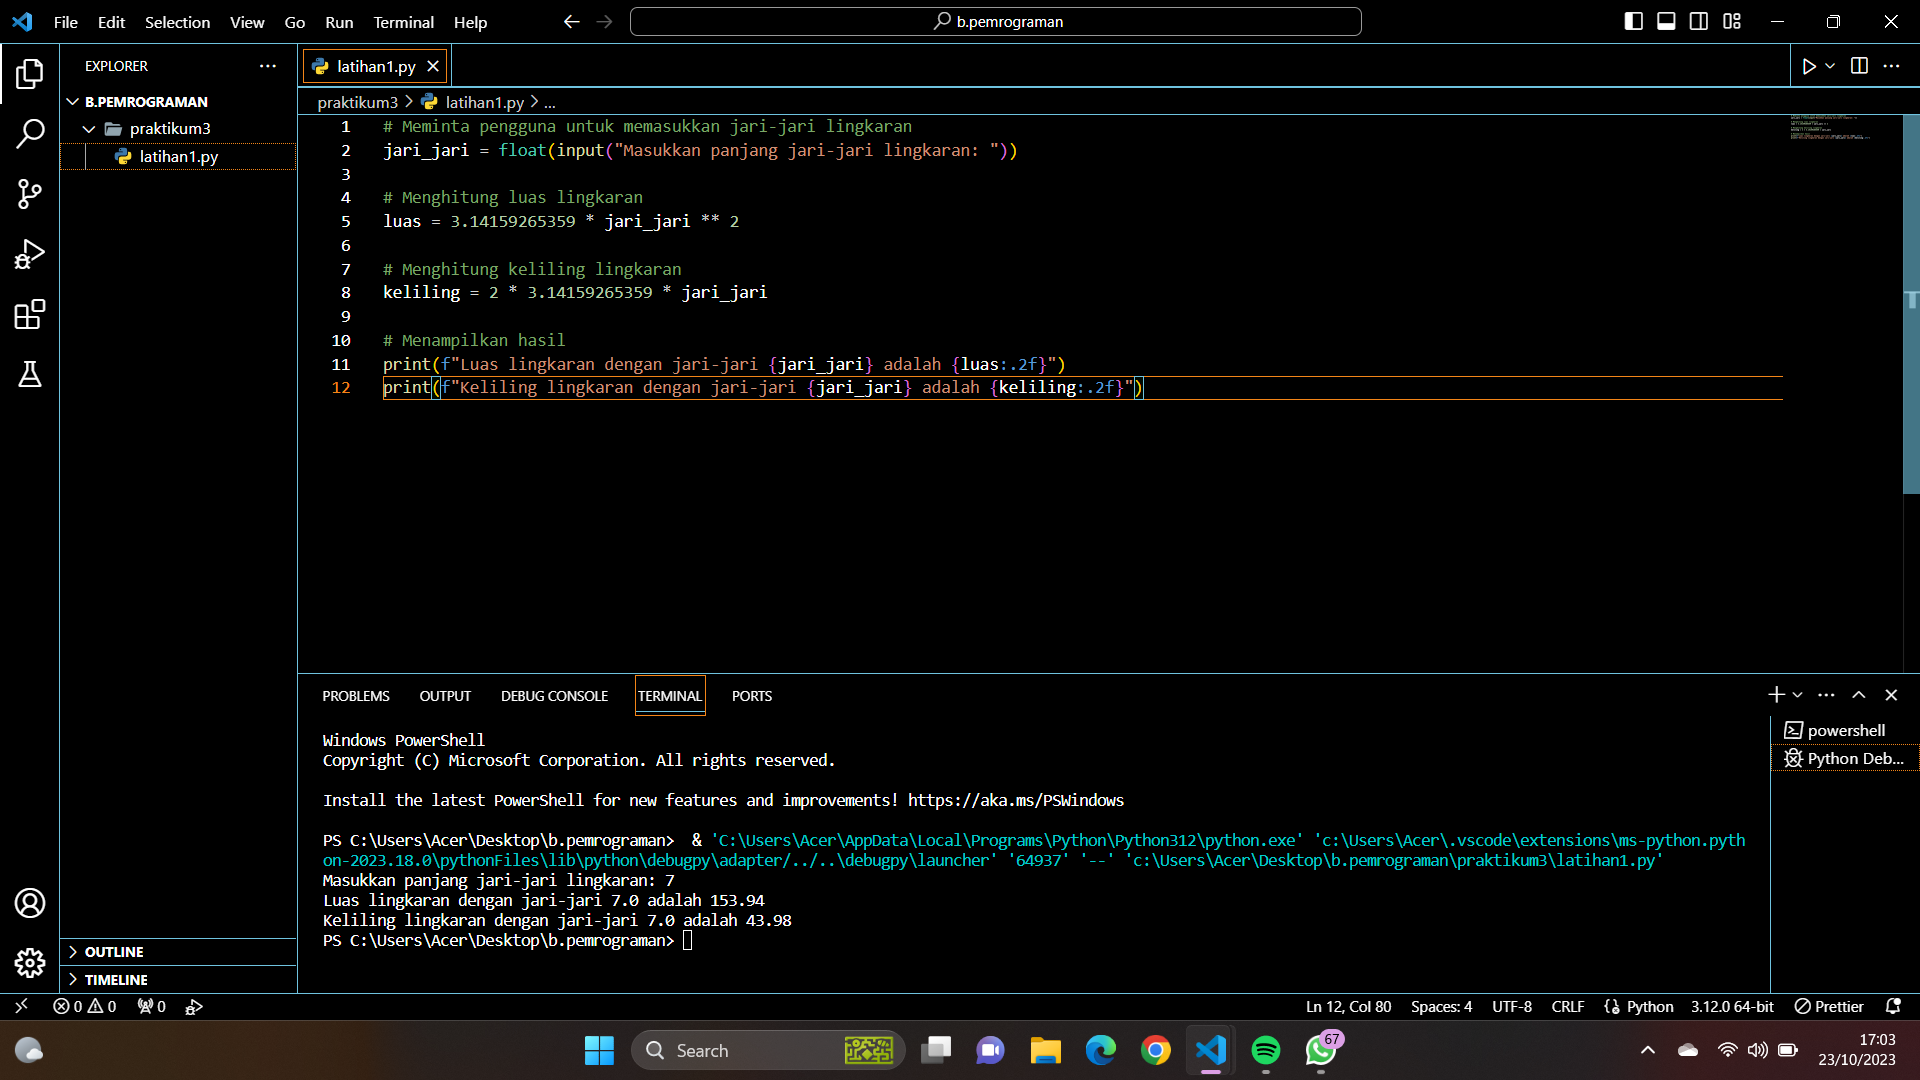 File Edit Selection View Go Run Terminal Help
b.pemrograman
EXPLORER
B.PEMROGRAMAN
praktikum3
latihan1.py
latihan1.py
praktikum3 > latihan1.py > ...
1 # Meminta pengguna untuk memasukkan jari-jari lingkaran
2 jari_jari = float(input("Masukkan panjang jari-jari lingkaran: "))
3
4 # Menghitung luas lingkaran
5 luas = 3.14159265359 * jari_jari ** 2
6
7 # Menghitung keliling lingkaran
8 keliling = 2 * 3.14159265359 * jari_jari
9
10 # Menampilkan hasil
11 print(f"Luas lingkaran dengan jari-jari {jari_jari} adalah {luas:.2f}")
12 print(f"Keliling lingkaran dengan jari-jari {jari_jari} adalah {keliling:.2f}")
PROBLEMS OUTPUT DEBUG CONSOLE TERMINAL PORTS
Windows PowerShell
Copyright (C) Microsoft Corporation. All rights reserved.
Install the latest PowerShell for new features and improvements! https://aka.ms/PSWindows
PS C:\Users\Acer\Desktop\b.pemrograman>  & 'C:\Users\Acer\AppData\Local\Programs\Python\Python312\python.exe' 'c:\Users\Acer\.vscode\extensions\ms-python.pyth
on-2023.18.0\pythonFiles\lib\python\debugpy\adapter/../..\debugpy\launcher' '64937' '--' 'c:\Users\Acer\Desktop\b.pemrograman\praktikum3\latihan1.py'
Masukkan panjang jari-jari lingkaran: 7
Luas lingkaran dengan jari-jari 7.0 adalah 153.94
Keliling lingkaran dengan jari-jari 7.0 adalah 43.98
PS C:\Users\Acer\Desktop\b.pemrograman>
powershell
Python Deb...
OUTLINE
TIMELINE
0 0 0
Ln 12, Col 80 Spaces: 4 UTF-8 CRLF Python 3.12.0 64-bit Prettier
Search
67
17:03
23/10/2023